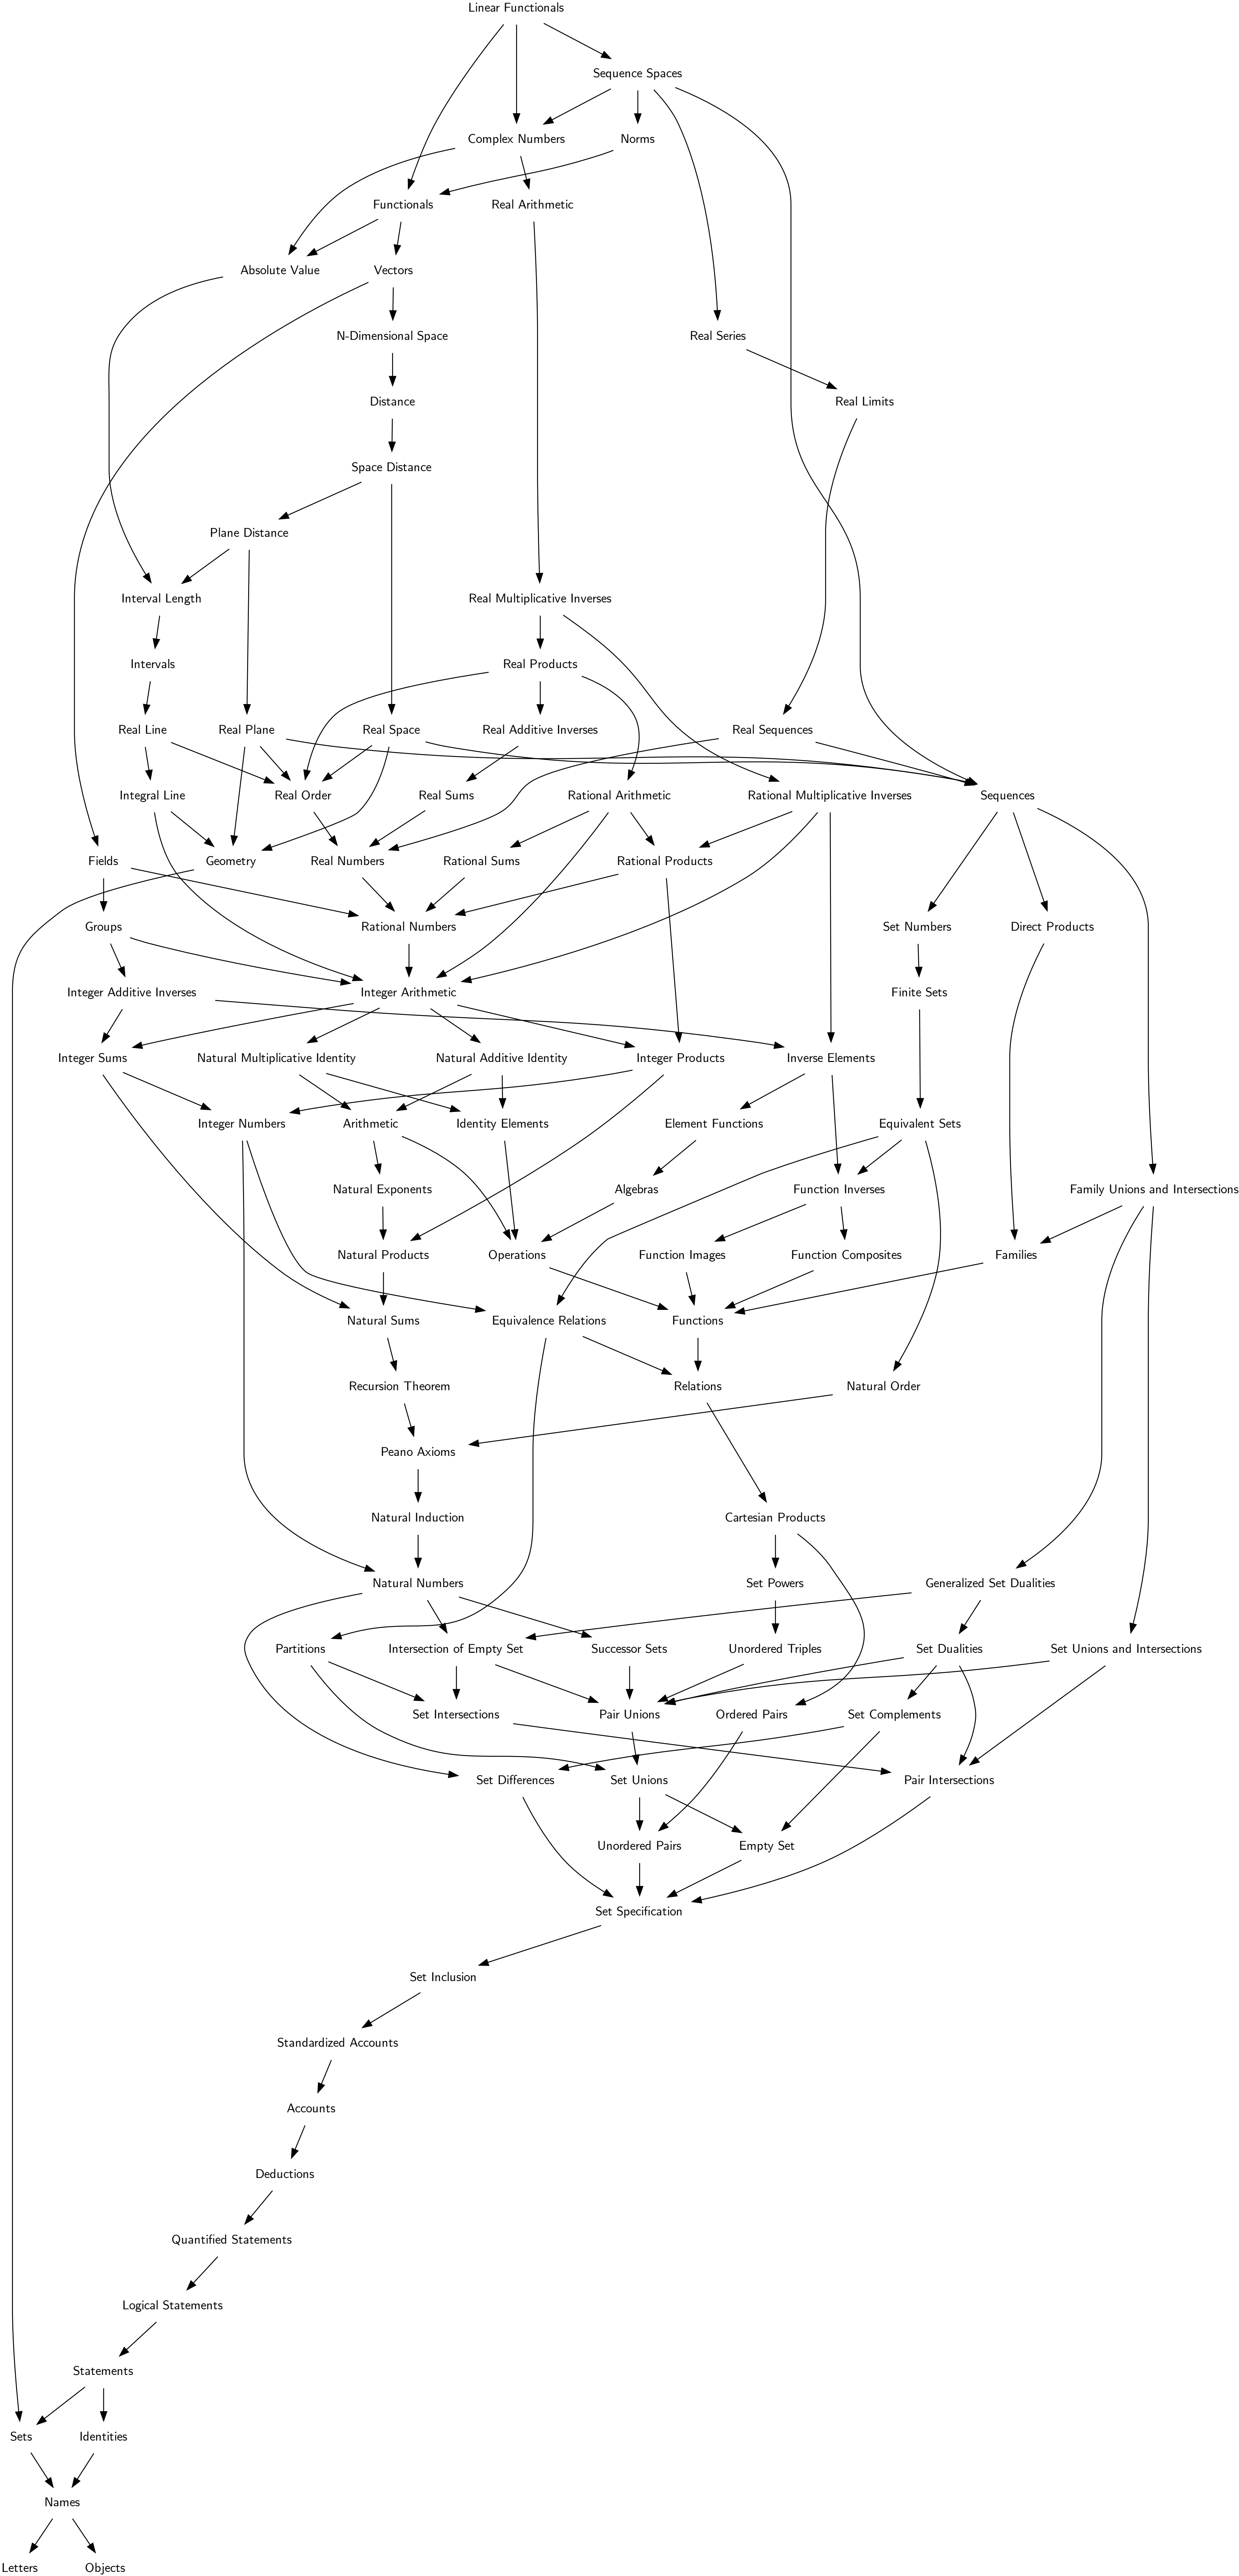 Linear Functionals
Sequence Spaces
Complex Numbers
Norms
Functionals
Real Arithmetic
Absolute Value
Vectors
N-Dimensional Space
Real Series
Distance
Real Limits
Space Distance
Plane Distance
Interval Length
Real Multiplicative Inverses
Intervals
Real Products
Real Line
Real Plane
Real Space
Real Additive Inverses
Real Sequences
Integral Line
Real Order
Real Sums
Rational Arithmetic
Rational Multiplicative Inverses
Sequences
Fields
Geometry
Real Numbers
Rational Sums
Rational Products
Groups
Rational Numbers
Set Numbers
Direct Products
Integer Additive Inverses
Integer Arithmetic
Finite Sets
Integer Sums
Natural Multiplicative Identity
Natural Additive Identity
Integer Products
Inverse Elements
Integer Numbers
Arithmetic
Identity Elements
Element Functions
Equivalent Sets
Natural Exponents
Algebras
Function Inverses
Family Unions and Intersections
Natural Products
Operations
Function Images
Function Composites
Families
Natural Sums
Equivalence Relations
Functions
Recursion Theorem
Relations
Natural Order
Peano Axioms
Natural Induction
Cartesian Products
Natural Numbers
Set Powers
Generalized Set Dualities
Partitions
Intersection of Empty Set
Successor Sets
Unordered Triples
Set Dualities
Set Unions and Intersections
Set Intersections
Pair Unions
Ordered Pairs
Set Complements
Set Differences
Set Unions
Pair Intersections
Unordered Pairs
Empty Set
Set Specification
Set Inclusion
Standardized Accounts
Accounts
Deductions
Quantified Statements
Logical Statements
Statements
Sets
Identities
Names
Letters
Objects